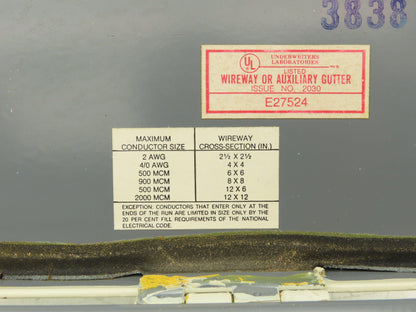 3838
UL
UNDERWRITERS
LABORATORIES
LISTED
WIREWAY OR AUXILIARY GUTTER
ISSUE NO. 2030
E27524
MAXIMUM CONDUCTOR SIZE WIREWAY CROSS-SECTION (IN.)
2 AWG 2½ X 2½
4/0 AWG 4 X 4
500 MCM 6 X 6
900 MCM 8 X 8
500 MCM 12 X 6
2000 MCM 12 X 12
EXCEPTION: CONDUCTORS THAT ENTER ONLY AT THE
ENDS OF THE RUN ARE LIMITED IN SIZE ONLY BY THE
20 PER CENT FILL REQUIREMENTS OF THE NATIONAL
ELECTRICAL CODE.